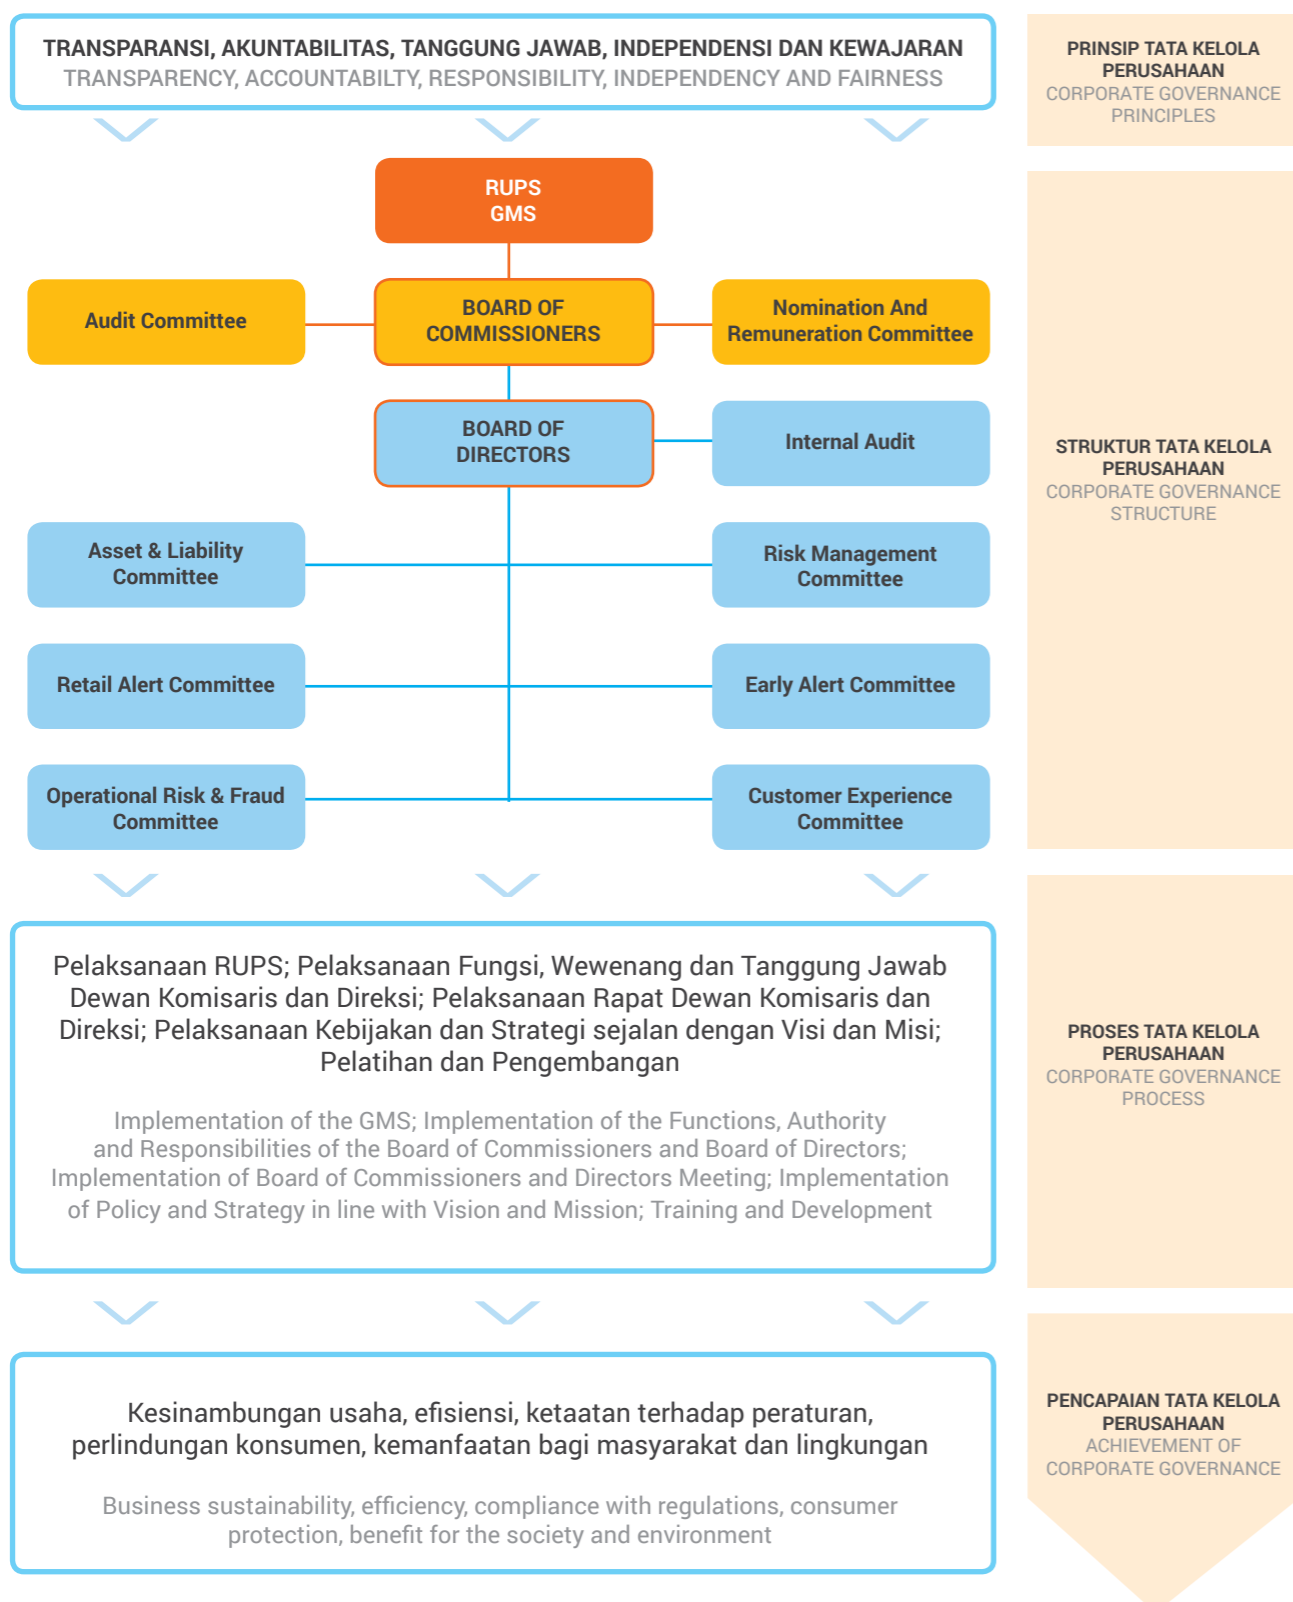 TRANSPARANSI, AKUNTABILITAS, TANGGUNG JAWAB, INDEPENDENSI DAN KEWAJARAN
TRANSPARENCY, ACCOUNTABILTY, RESPONSIBILITY, INDEPENDENCY AND FAIRNESS
PRINSIP TATA KELOLA
PERUSAHAAN
CORPORATE GOVERNANCE
PRINCIPLES
RUPS
GMS
Audit Committee
BOARD OF
COMMISSIONERS
Nomination And
Remuneration Committee
BOARD OF
DIRECTORS
Internal Audit
Asset & Liability
Committee
Risk Management
Committee
Retail Alert Committee
Early Alert Committee
Operational Risk & Fraud
Committee
Customer Experience
Committee
STRUKTUR TATA KELOLA
PERUSAHAAN
CORPORATE GOVERNANCE
STRUCTURE
Pelaksanaan RUPS; Pelaksanaan Fungsi, Wewenang dan Tanggung Jawab
Dewan Komisaris dan Direksi; Pelaksanaan Rapat Dewan Komisaris dan
Direksi; Pelaksanaan Kebijakan dan Strategi sejalan dengan Visi dan Misi;
Pelatihan dan Pengembangan
Implementation of the GMS; Implementation of the Functions, Authority
and Responsibilities of the Board of Commissioners and Board of Directors;
Implementation of Board of Commissioners and Directors Meeting; Implementation
of Policy and Strategy in line with Vision and Mission; Training and Development
PROSES TATA KELOLA
PERUSAHAAN
CORPORATE GOVERNANCE
PROCESS
Kesinambungan usaha, efisiensi, ketaatan terhadap peraturan,
perlindungan konsumen, kemanfaatan bagi masyarakat dan lingkungan
Business sustainability, efficiency, compliance with regulations, consumer
protection, benefit for the society and environment
PENCAPAIAN TATA KELOLA
PERUSAHAAN
ACHIEVEMENT OF
CORPORATE GOVERNANCE